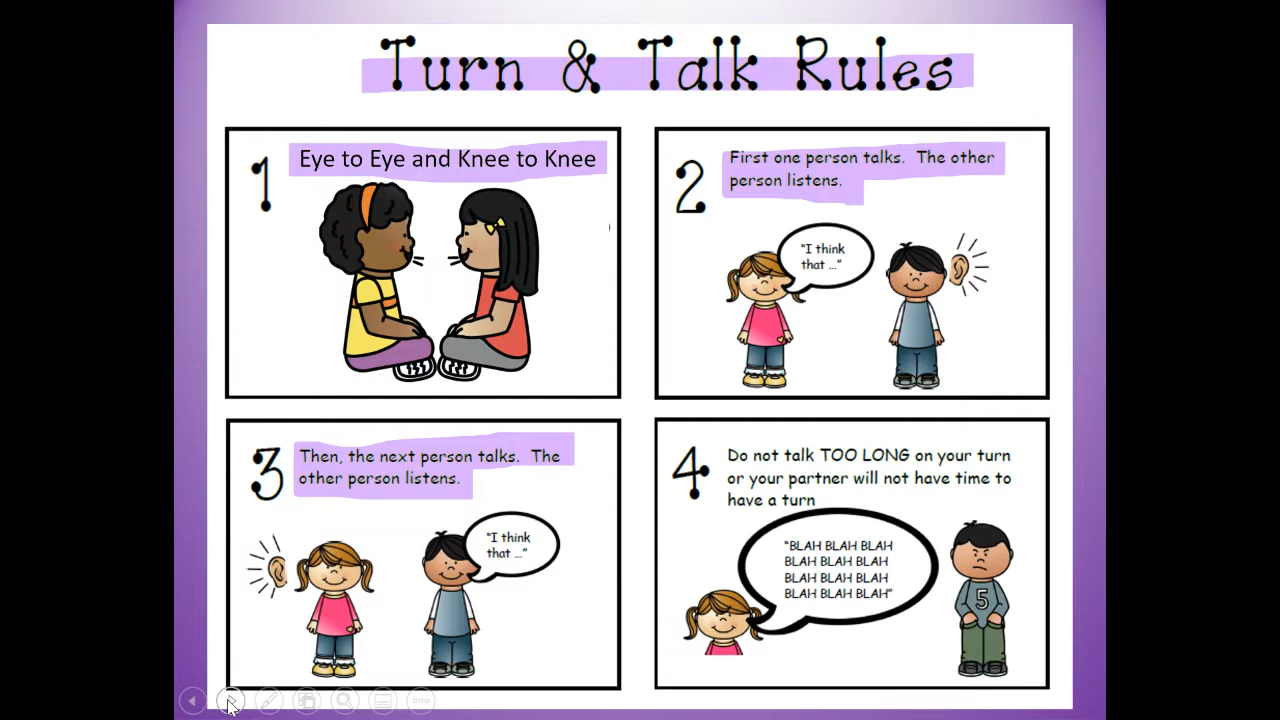 Turn & Talk Rules
1
Eye to Eye and Knee to Knee
2
First one person talks. The other
person listens.
"I think
that ..."
3
Then, the next person talks. The
other person listens.
"I think
that ..."
4
Do not talk TOO LONG on your turn
or your partner will not have time to
have a turn
"BLAH BLAH BLAH
BLAH BLAH BLAH
BLAH BLAH BLAH
BLAH BLAH BLAH"
5